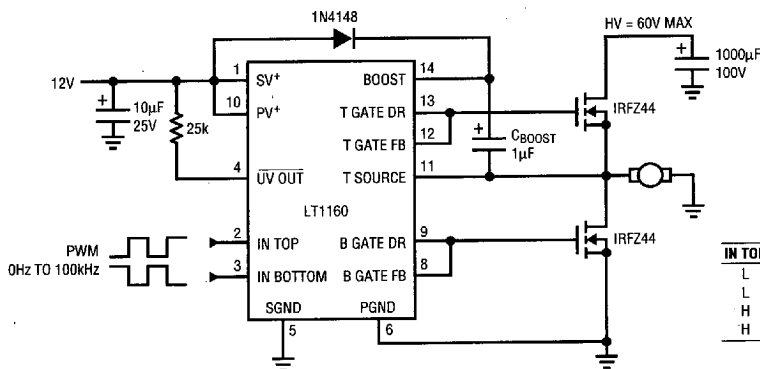 1N4148
HV = 60V MAX
12V
+
10μF
25V
25k
1
SV+
10
PV+
4
UV OUT
LT1160
PWM
0Hz TO 100kHz
2
IN TOP
3
IN BOTTOM
SGND
5
PGND
6
BOOST
14
T GATE DR
13
T GATE FB
12
T SOURCE
11
B GATE DR
9
B GATE FB
8
+
CBOOST
1μF
+
1000μF
100V
IRFZ44
IRFZ44
L
L
H
H